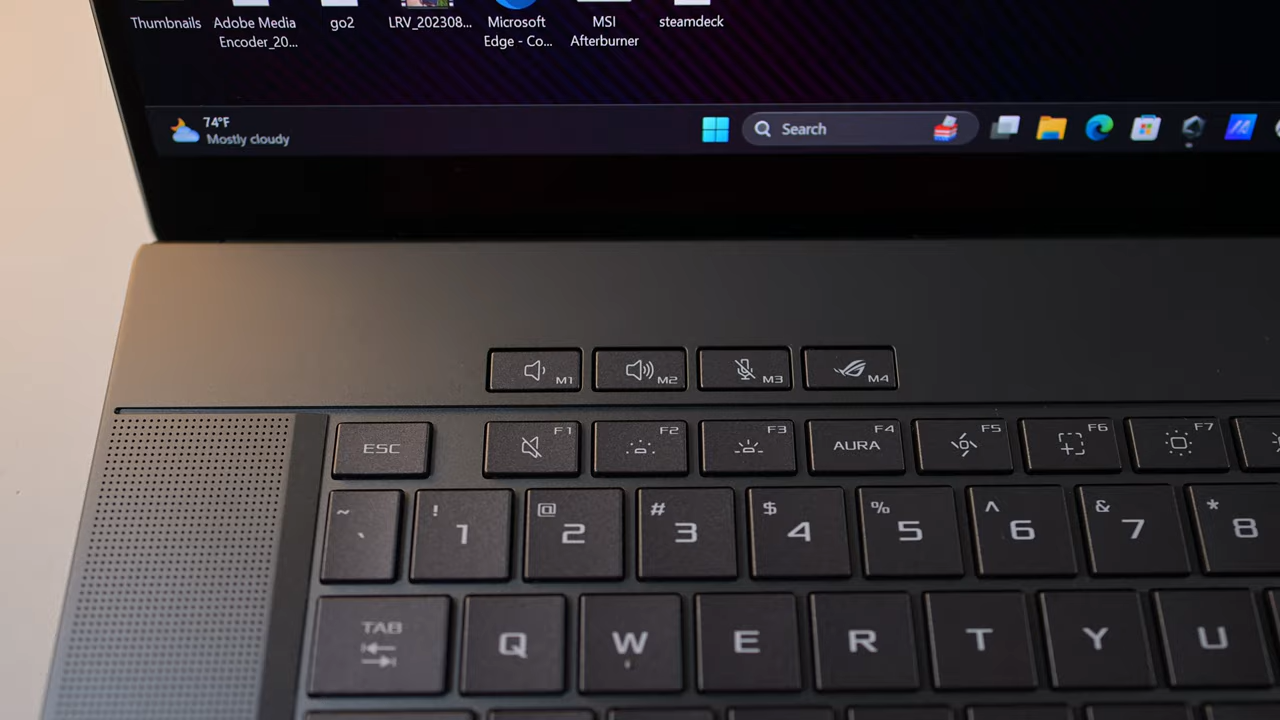 Thumbnails
Adobe Media
Encoder_20...
go2
LRV_202308...
Microsoft
Edge - Co...
MSI
Afterburner
steamdeck
74°F
Mostly cloudy
Search
M1
M2
M3
M4
ESC
F1
F2
F3
AURA F4
F5
F6
F7
~ `
! 1
@ 2
# 3
$ 4
% 5
^ 6
& 7
* 8
TAB
Q
W
E
R
T
Y
U